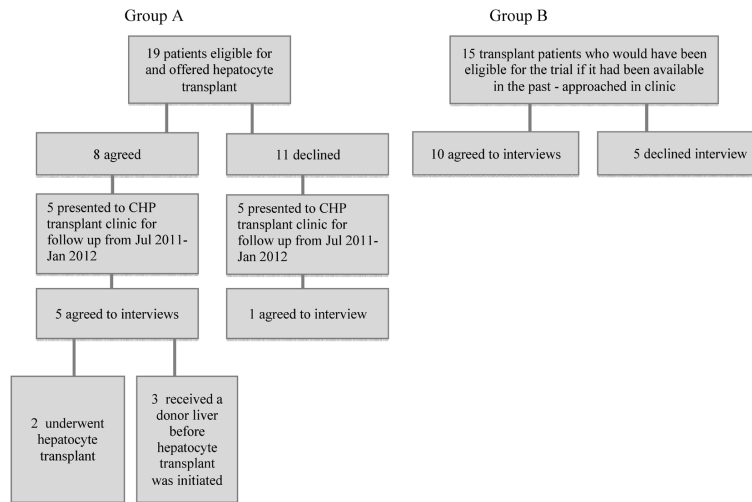 Group A
Group B
19 patients eligible for
and offered hepatocyte
transplant
15 transplant patients who would have been
eligible for the trial if it had been available
in the past - approached in clinic
8 agreed
11 declined
10 agreed to interviews
5 declined interview
5 presented to CHP
transplant clinic for
follow up from Jul 2011-
Jan 2012
5 presented to CHP
transplant clinic for
follow up from Jul 2011-
Jan 2012
5 agreed to interviews
1 agreed to interview
2 underwent
hepatocyte
transplant
3 received a
donor liver
before
hepatocyte
transplant
was initiated